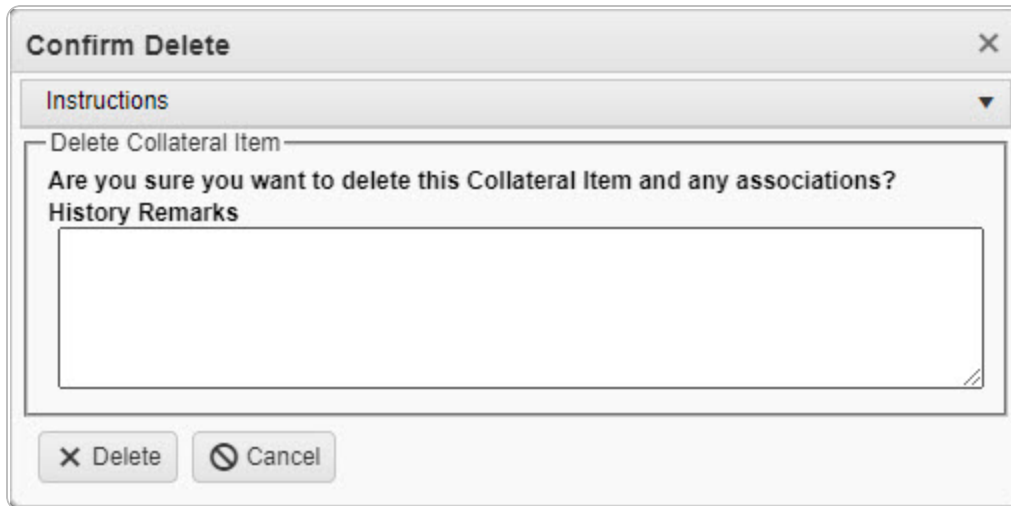 Confirm Delete
Instructions
Delete Collateral Item
Are you sure you want to delete this Collateral Item and any associations?
History Remarks
Delete
Cancel